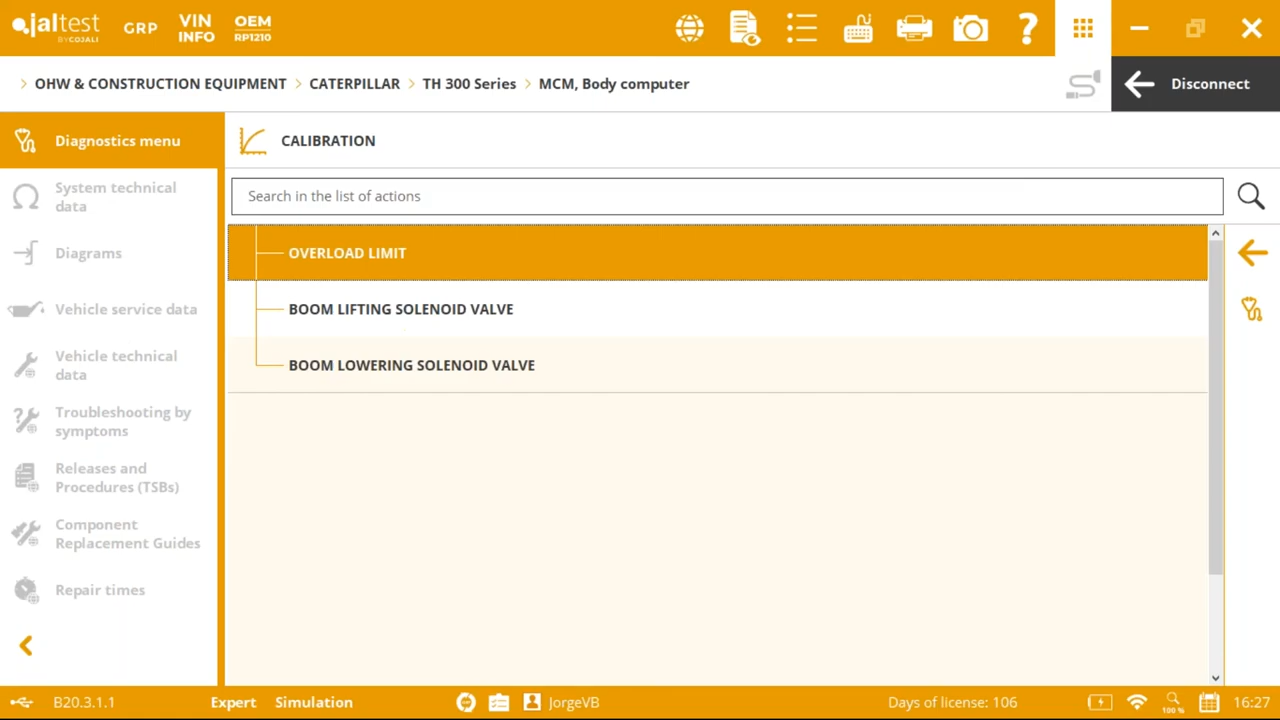 jaltest
BY COJALI
GRP
VIN
INFO
OEM
RP1210
OHW & CONSTRUCTION EQUIPMENT
CATERPILLAR
TH 300 Series
MCM, Body computer
Disconnect
Diagnostics menu
System technical
data
Diagrams
Vehicle service data
Vehicle technical
data
Troubleshooting by
symptoms
Releases and
Procedures (TSBs)
Component
Replacement Guides
Repair times
CALIBRATION
Search in the list of actions
OVERLOAD LIMIT
BOOM LIFTING SOLENOID VALVE
BOOM LOWERING SOLENOID VALVE
B20.3.1.1
Expert
Simulation
JorgeVB
Days of license: 106
100 %
16:27